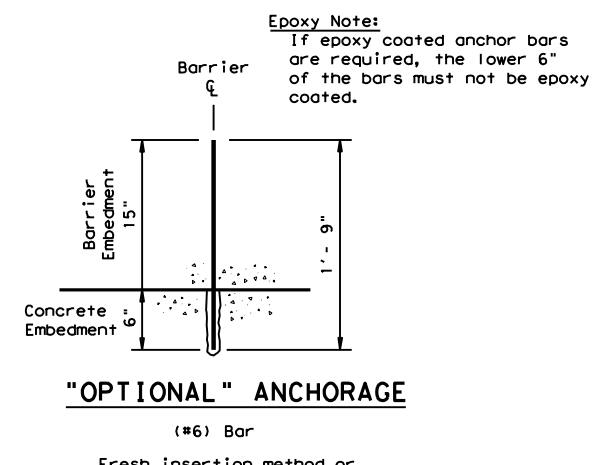 Epoxy Note:
If epoxy coated anchor bars
are required, the lower 6"
of the bars must not be epoxy
coated.
Barrier
℄
Barrier
Embedment
15"
1'- 9"
Concrete
Embedment
6"
"OPTIONAL" ANCHORAGE
(#6) Bar
Fresh insertion method or